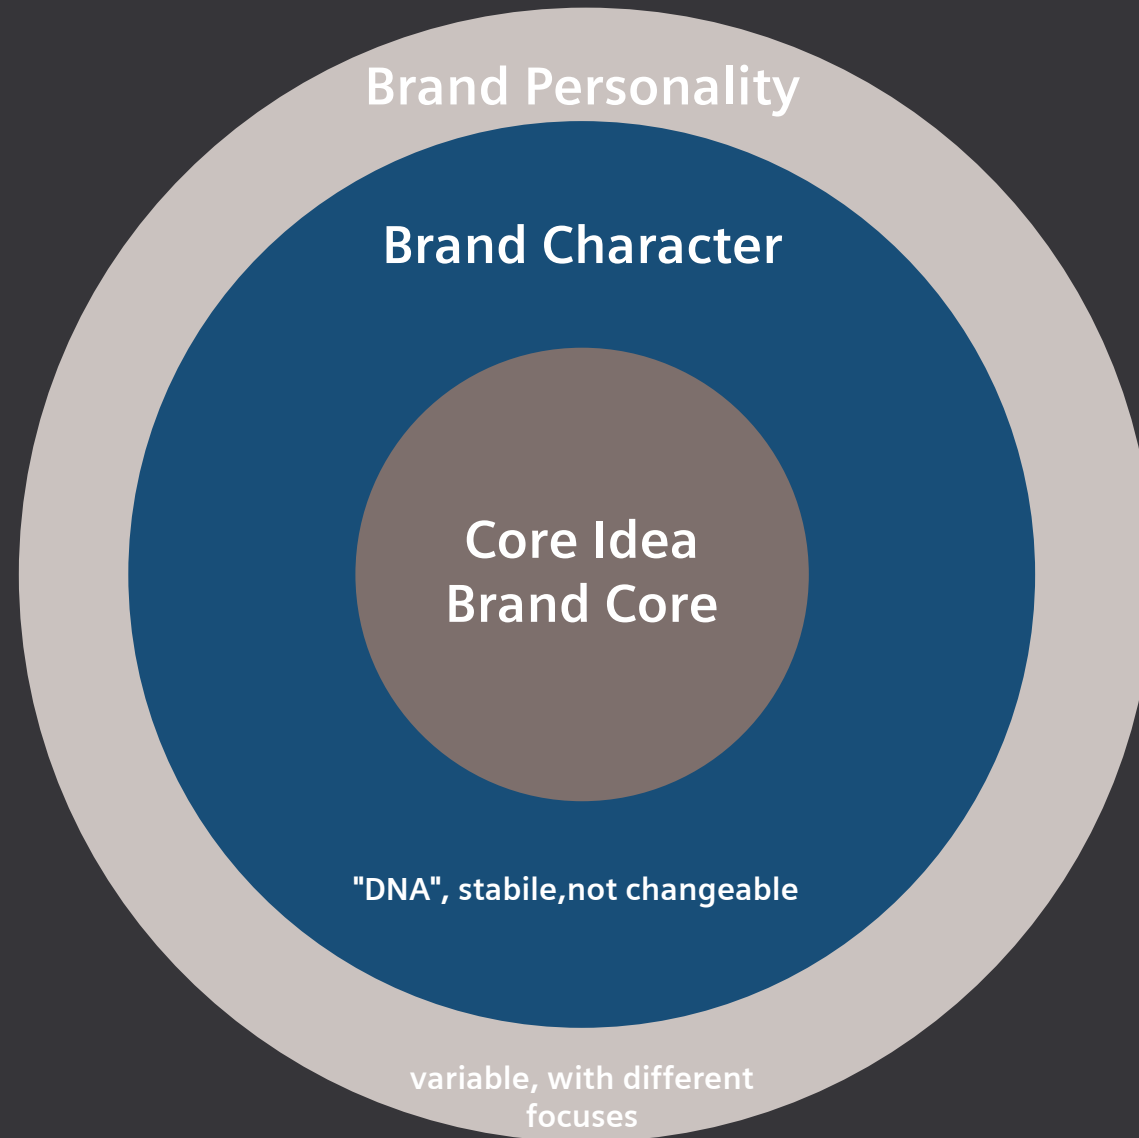 Brand Personality
Brand Character
Core Idea
Brand Core
"DNA", stabile,not changeable
variable, with different
focuses